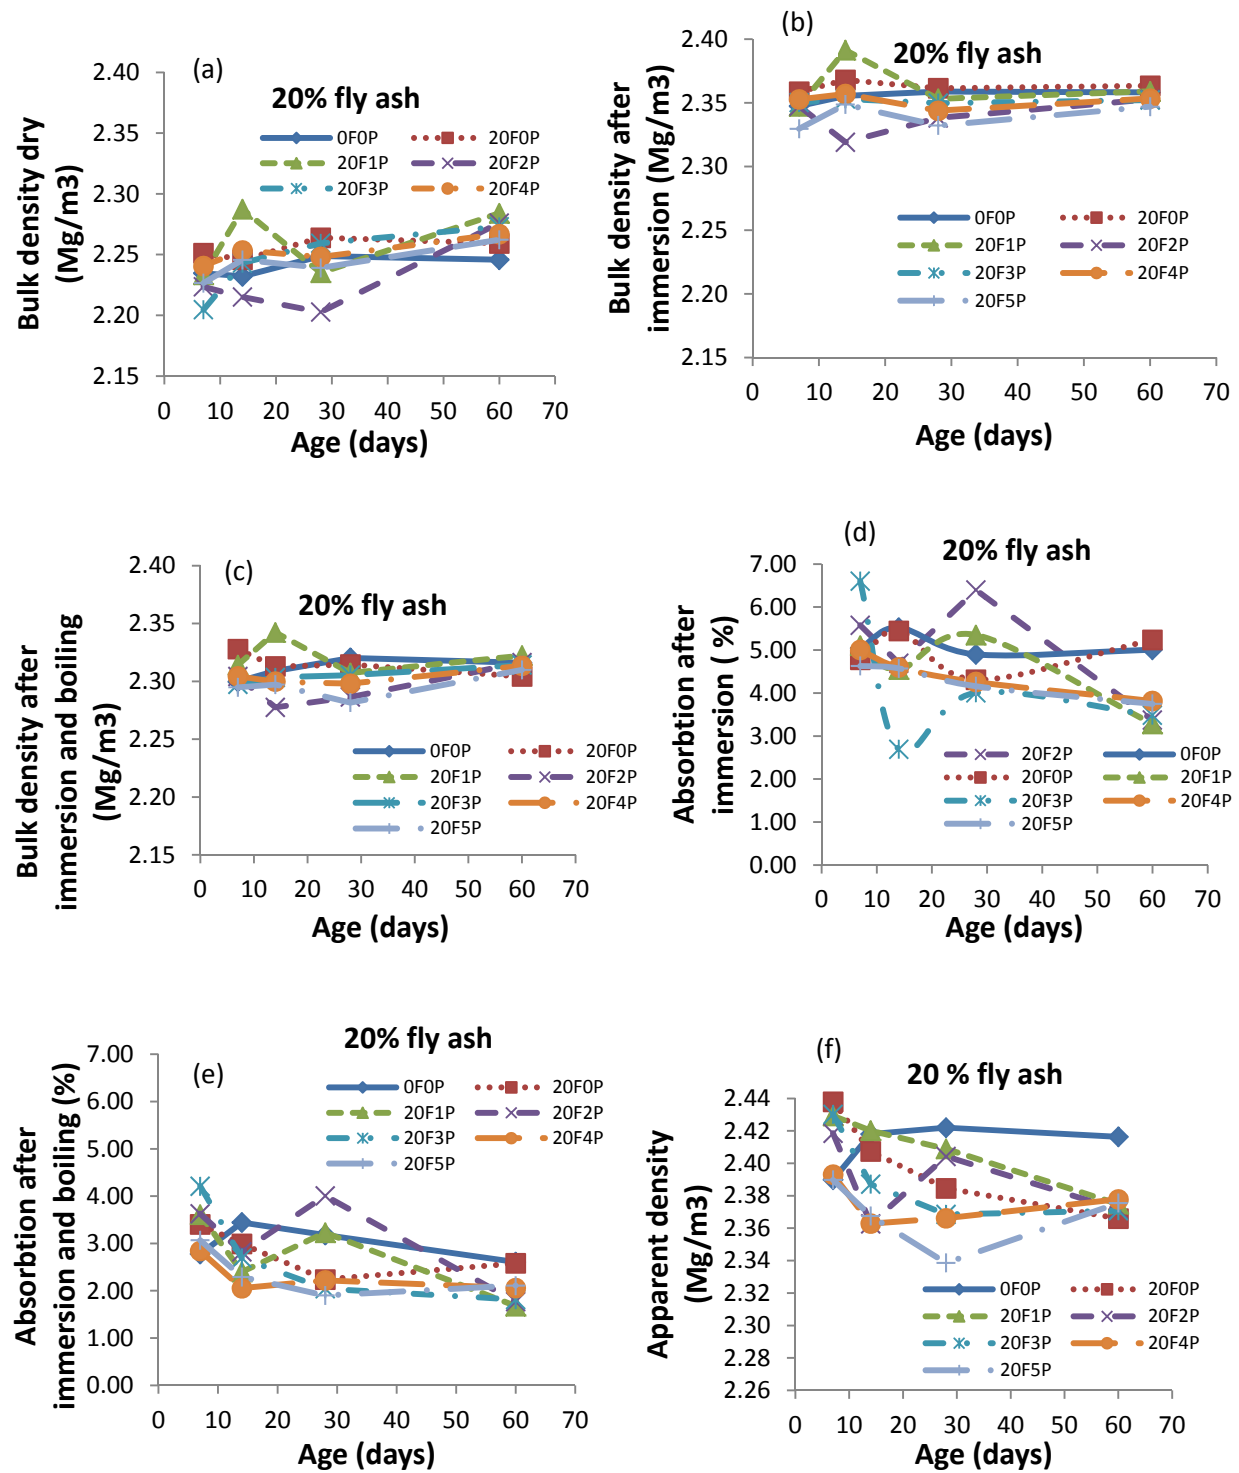 (a)
20% fly ash
Bulk density dry
(Mg/m3)
2.40
2.35
2.30
2.25
2.20
2.15
0F0P 20F0P
20F1P 20F2P
20F3P 20F4P
20F5P
0 10 20 30 40 50 60 70
Age (days)
(b)
20% fly ash
Bulk density after
immersion (Mg/m3)
2.40
2.35
2.30
2.25
2.20
2.15
0F0P 20F0P
20F1P 20F2P
20F3P 20F4P
20F5P
0 10 20 30 40 50 60 70
Age (days)
(c)
20% fly ash
Bulk density after
immersion and boiling
(Mg/m3)
2.40
2.35
2.30
2.25
2.20
2.15
0F0P 20F0P
20F1P 20F2P
20F3P 20F4P
20F5P
0 10 20 30 40 50 60 70
Age (days)
(d)
20% fly ash
Absorbtion after
immersion ( %)
7.00
6.00
5.00
4.00
3.00
2.00
1.00
0.00
20F2P 0F0P
20F0P 20F1P
20F3P 20F4P
20F5P
0 10 20 30 40 50 60 70
Age (days)
20% fly ash
(e)
Absorbtion after
immersion and boiling (%)
7.00
6.00
5.00
4.00
3.00
2.00
1.00
0.00
0F0P 20F0P
20F1P 20F2P
20F3P 20F4P
20F5P
0 10 20 30 40 50 60 70
Age (days)
(f)
20 % fly ash
Apparent density
(Mg/m3)
2.44
2.42
2.40
2.38
2.36
2.34
2.32
2.30
2.28
2.26
0F0P 20F0P
20F1P 20F2P
20F3P 20F4P
20F5P
0 10 20 30 40 50 60 70
Age (days)